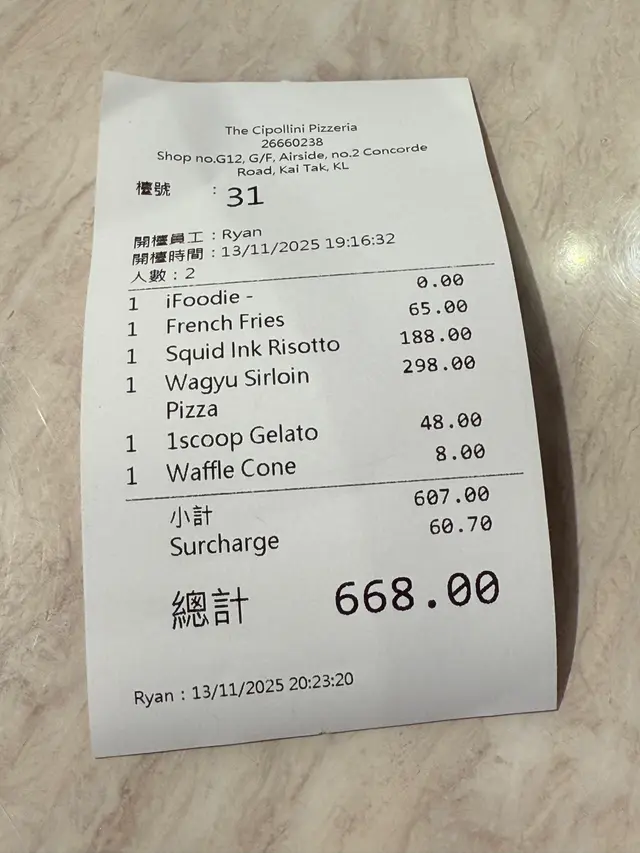 The Cipollini Pizzeria
26660238
Shop no.G12, G/F, Airside, no.2 Concorde
Road, Kai Tak, KL
檯號 : 31
開檯員工 : Ryan
開檯時間 : 13/11/2025 19:16:32
人數 : 2
1 iFoodie - 0.00
1 French Fries 65.00
1 Squid Ink Risotto 188.00
1 Wagyu Sirloin 298.00
Pizza
1 1scoop Gelato 48.00
1 Waffle Cone 8.00
小計 607.00
Surcharge 60.70
總計 668.00
Ryan : 13/11/2025 20:23:20